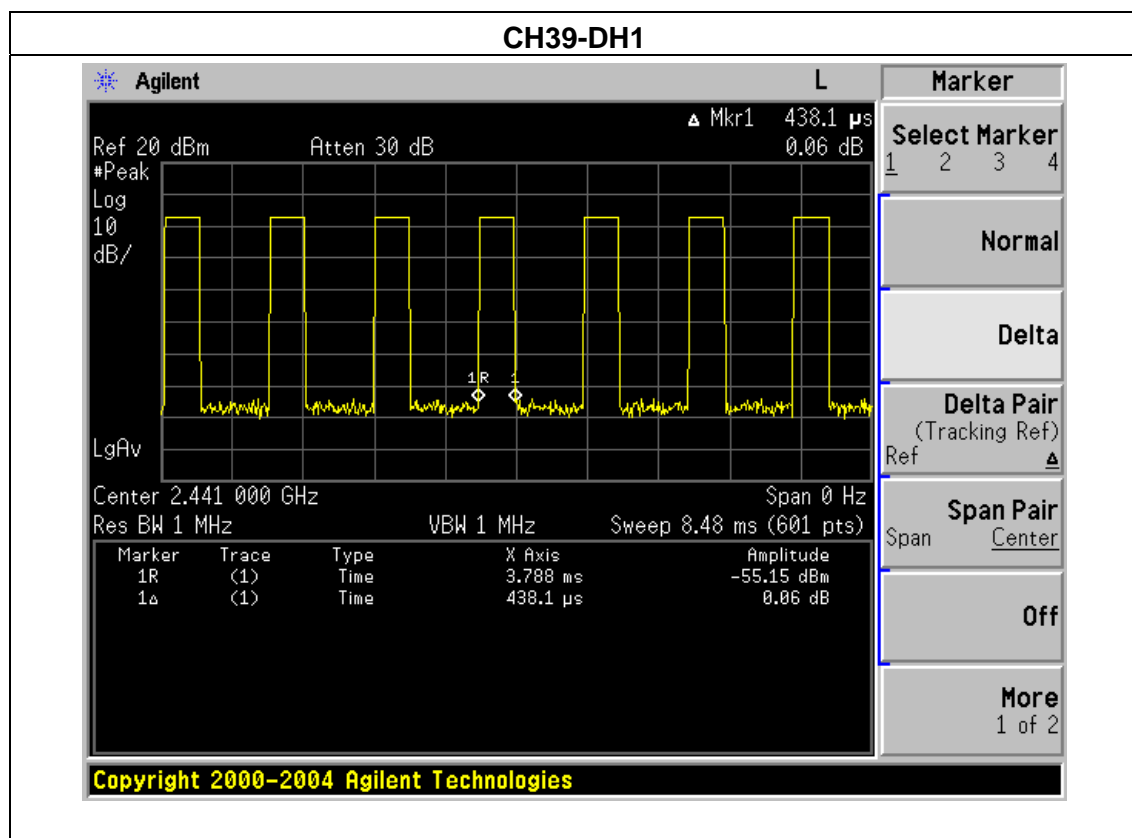 CH39-DH1
Agilent L
Δ Mkr1 438.1 µs
Ref 20 dBm Atten 30 dB 0.06 dB
#Peak
Log
10
dB/
1R 1
LgAv
Center 2.441 000 GHz Span 0 Hz
Res BW 1 MHz VBW 1 MHz Sweep 8.48 ms (601 pts)
Marker Trace Type X Axis Amplitude
1R (1) Time 3.788 ms -55.15 dBm
1Δ (1) Time 438.1 µs 0.06 dB
Copyright 2000-2004 Agilent Technologies
Marker
Select Marker
1 2 3 4
Normal
Delta
Delta Pair
(Tracking Ref)
Ref Δ
Span Pair
Span Center
Off
More
1 of 2